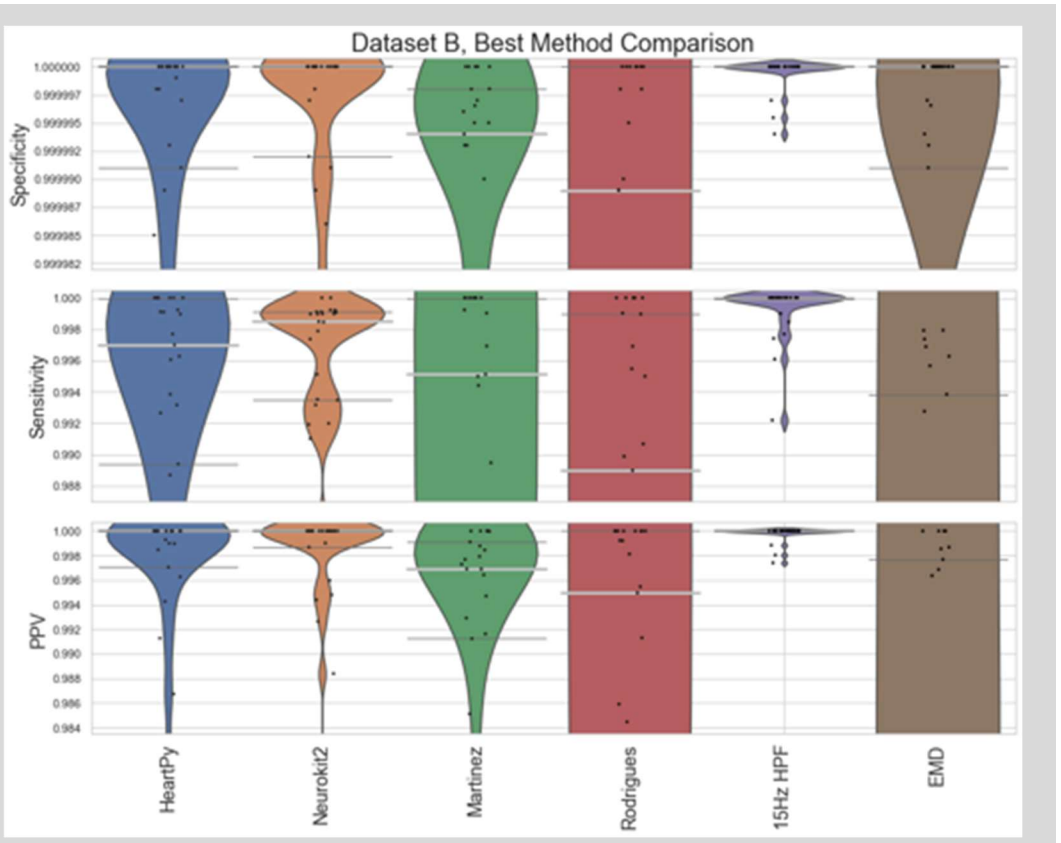 Dataset B, Best Method Comparison
Specificity
1.000000
0.999997
0.999995
0.999992
0.999990
0.999987
0.999985
0.999982
Sensitivity
1.000
0.998
0.996
0.994
0.992
0.990
0.988
PPV
1.000
0.998
0.996
0.994
0.992
0.990
0.988
0.986
0.984
HeartPy
Neurokit2
Martinez
Rodrigues
15Hz HPF
EMD